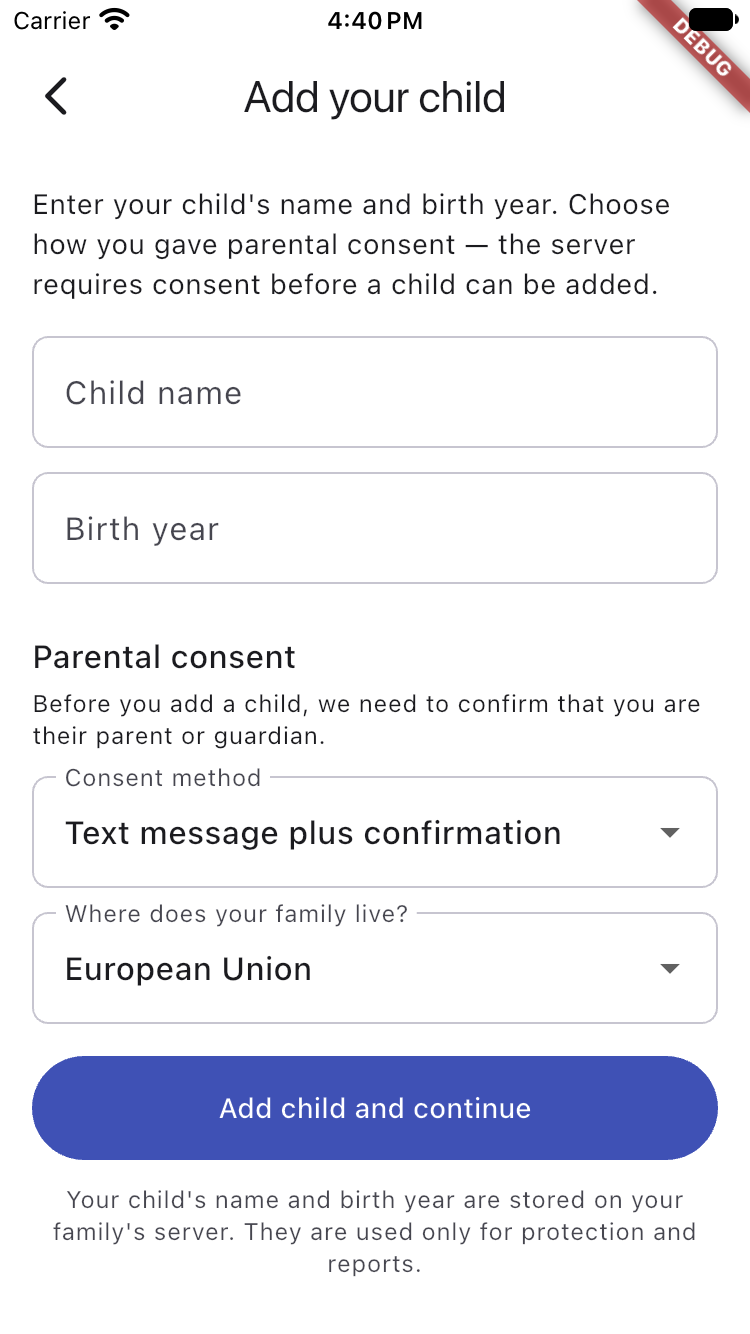 Carrier 4:40 PM
DEBUG
Add your child
Enter your child's name and birth year. Choose
how you gave parental consent — the server
requires consent before a child can be added.
Child name
Birth year
Parental consent
Before you add a child, we need to confirm that you are
their parent or guardian.
Consent method
Text message plus confirmation
Where does your family live?
European Union
Add child and continue
Your child's name and birth year are stored on your
family's server. They are used only for protection and
reports.